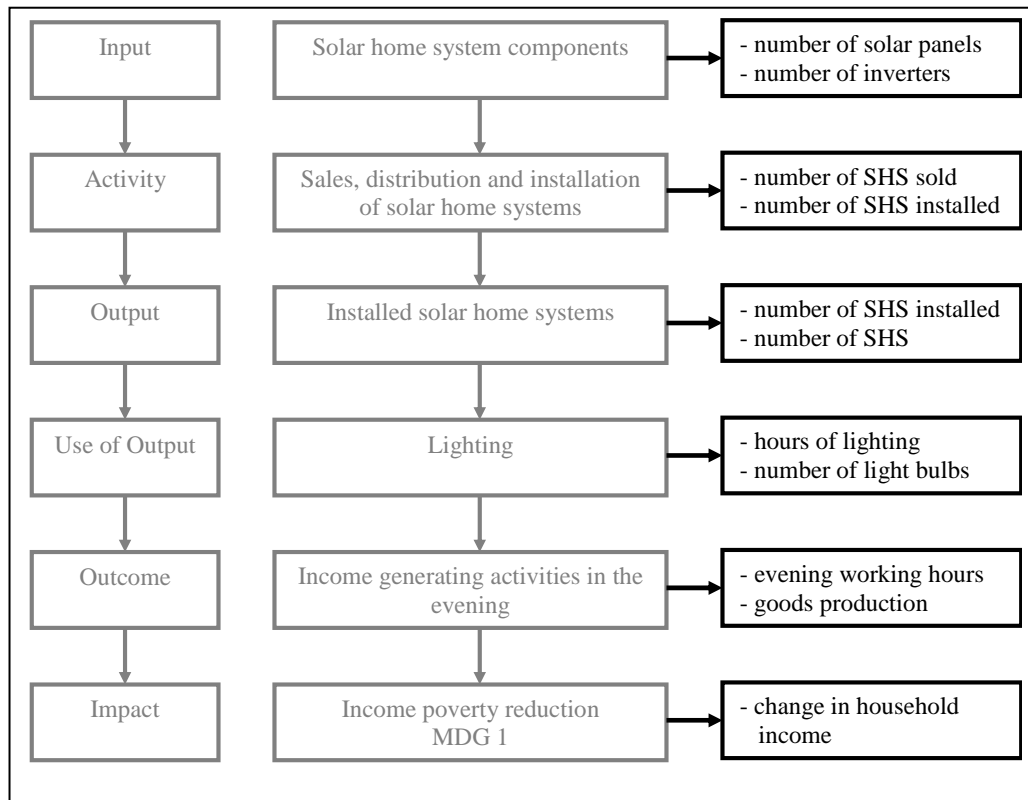 Input
Solar home system components
- number of solar panels
- number of inverters
Activity
Sales, distribution and installation
of solar home systems
- number of SHS sold
- number of SHS installed
Output
Installed solar home systems
- number of SHS installed
- number of SHS
Use of Output
Lighting
- hours of lighting
- number of light bulbs
Outcome
Income generating activities in the
evening
- evening working hours
- goods production
Impact
Income poverty reduction
MDG 1
- change in household
income